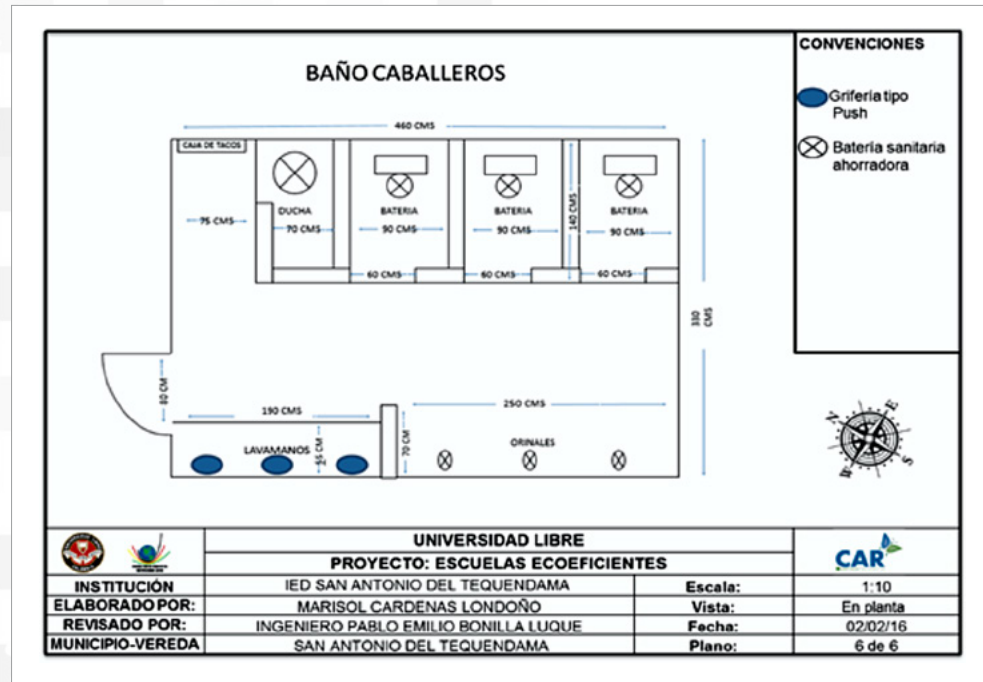 BAÑO CABALLEROS
CONVENCIONES
Grifería tipo
Push
Batería sanitaria
ahorradora
460 CMS
CAJA DE TACOS
DUCHA
BATERIA
BATERIA
BATERIA
75 CMS
70 CMS
90 CMS
90 CMS
140 CMS
90 CMS
60 CMS
60 CMS
60 CMS
330
CMS
80 CM
190 CMS
250 CMS
LAVAMANOS
55 CM
70 CM
ORINALES
N
E
S
W
UNIVERSIDAD LIBRE
PROYECTO: ESCUELAS ECOEFICIENTES
CAR
INSTITUCIÓN IED SAN ANTONIO DEL TEQUENDAMA Escala: 1:10
ELABORADO POR: MARISOL CARDENAS LONDOÑO Vista: En planta
REVISADO POR: INGENIERO PABLO EMILIO BONILLA LUQUE Fecha: 02/02/16
MUNICIPIO-VEREDA SAN ANTONIO DEL TEQUENDAMA Plano: 6 de 6